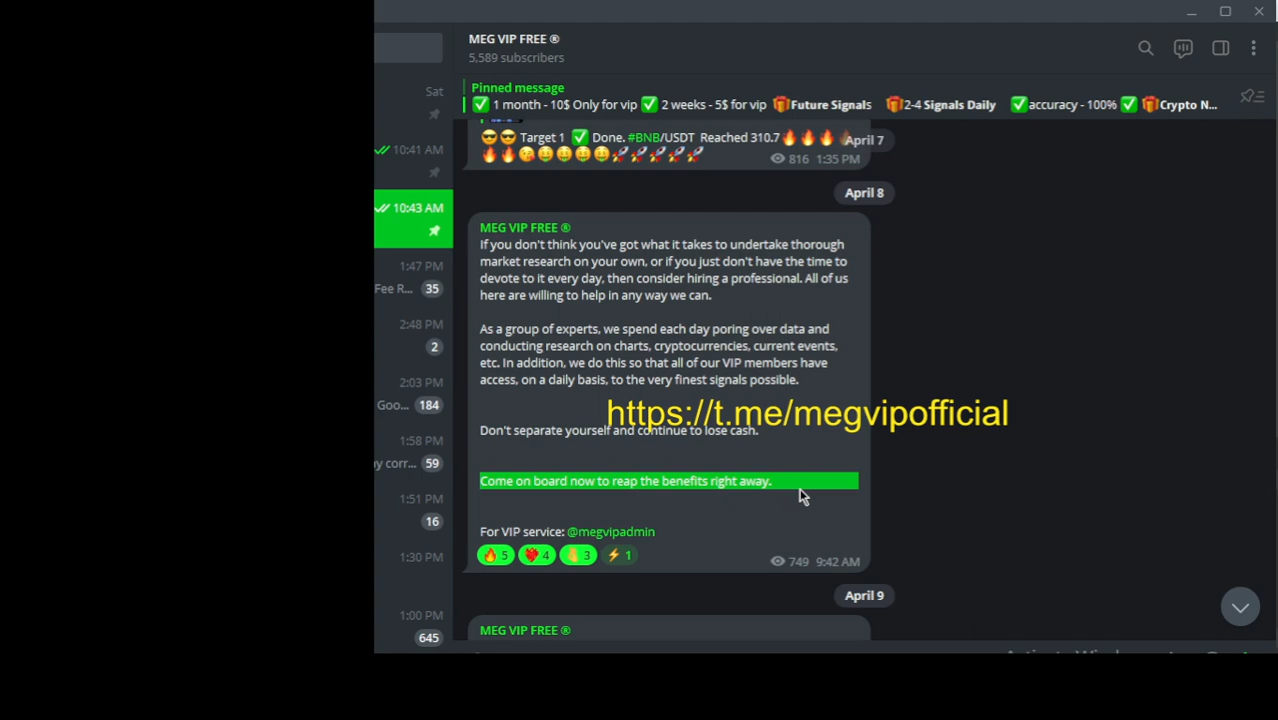 MEG VIP FREE ®
5,589 subscribers
Pinned message
✅ 1 month - 10$ Only for vip ✅ 2 weeks - 5$ for vip 🎁Future Signals 🎁2-4 Signals Daily ✅accuracy - 100% ✅ 🎁Crypto N...
Sat
10:41 AM
10:43 AM
1:47 PM
Fee R... 35
2:48 PM
2
2:03 PM
Goo... 184
1:58 PM
y corr... 59
1:51 PM
16
1:30 PM
1:00 PM
645
😎😎 Target 1 ✅ Done. #BNB/USDT Reached 310.7🔥🔥🔥🔥
🔥🔥😘🤑🤑🤑🤑🚀🚀🚀🚀🚀
816 1:35 PM
April 7
April 8
MEG VIP FREE ®
If you don't think you've got what it takes to undertake thorough
market research on your own, or if you just don't have the time to
devote to it every day, then consider hiring a professional. All of us
here are willing to help in any way we can.
As a group of experts, we spend each day poring over data and
conducting research on charts, cryptocurrencies, current events,
etc. In addition, we do this so that all of our VIP members have
access, on a daily basis, to the very finest signals possible.
https://t.me/megvipofficial
Don't separate yourself and continue to lose cash.
Come on board now to reap the benefits right away.
For VIP service: @megvipadmin
🔥 5 4 3 ⚡ 1
749 9:42 AM
April 9
MEG VIP FREE ®